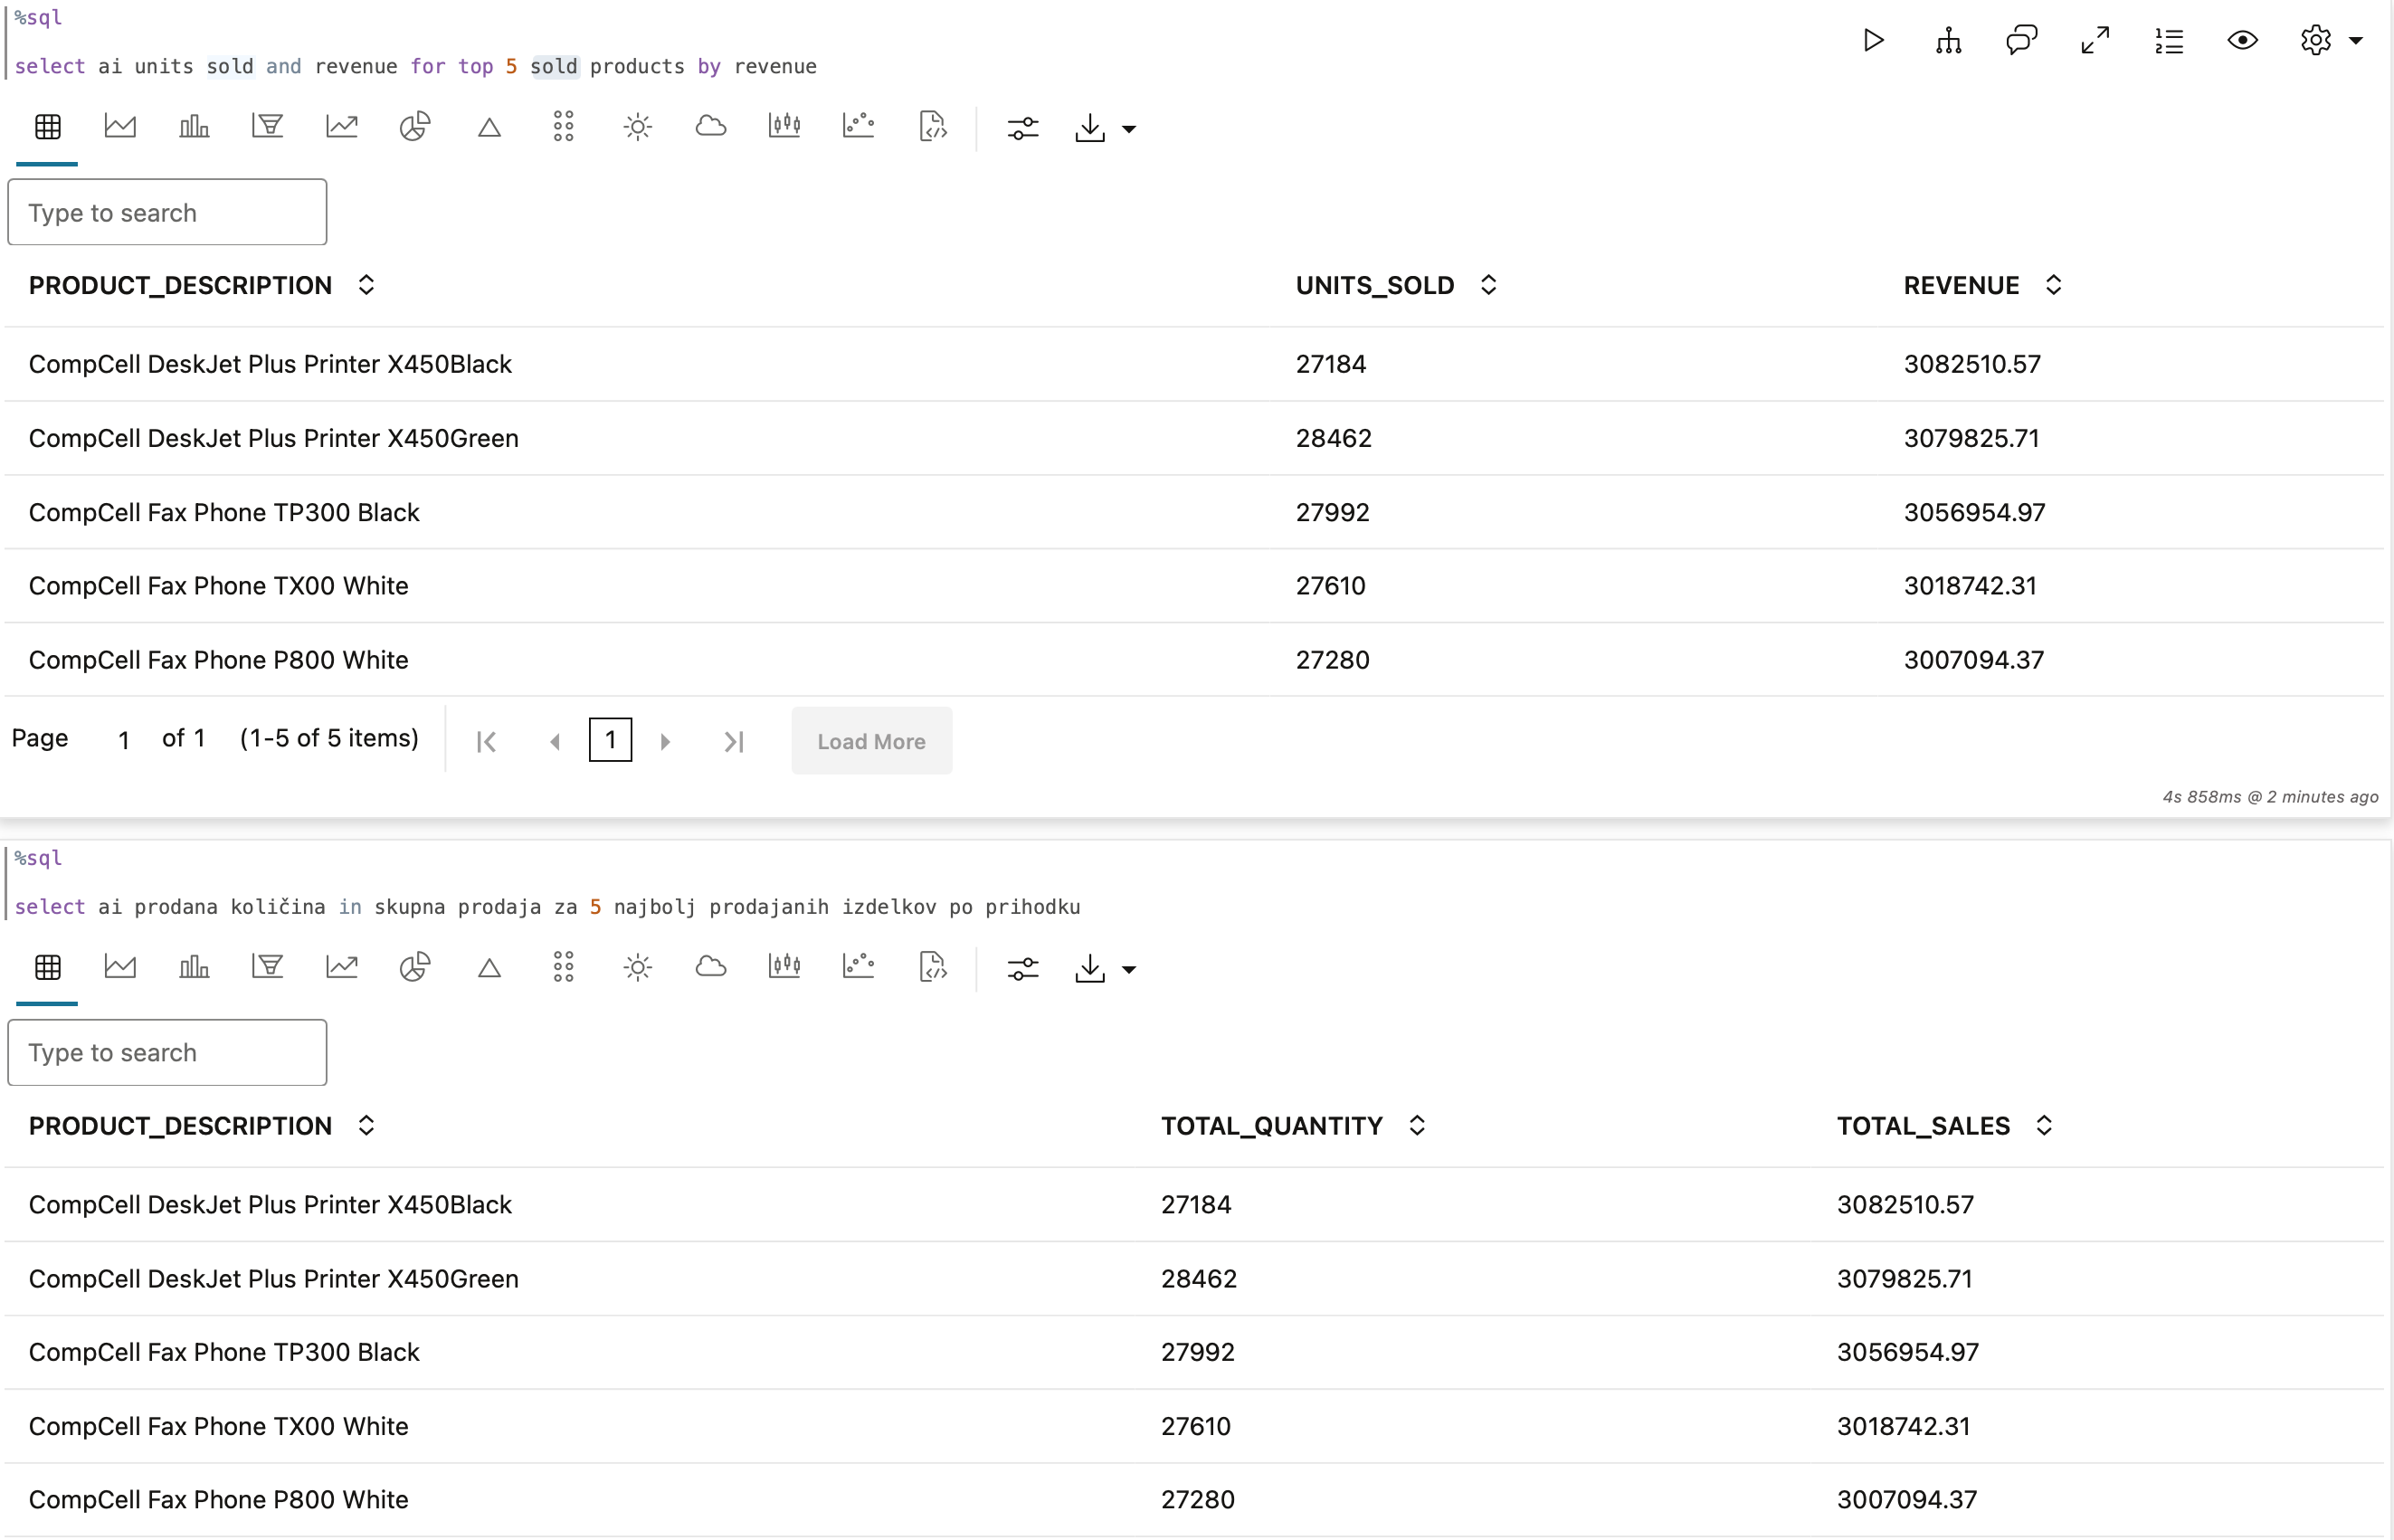 %sql
select ai units sold and revenue for top 5 sold products by revenue
Type to search
PRODUCT_DESCRIPTION UNITS_SOLD REVENUE
CompCell DeskJet Plus Printer X450Black 27184 3082510.57
CompCell DeskJet Plus Printer X450Green 28462 3079825.71
CompCell Fax Phone TP300 Black 27992 3056954.97
CompCell Fax Phone TX00 White 27610 3018742.31
CompCell Fax Phone P800 White 27280 3007094.37
Page 1 of 1 (1-5 of 5 items) 1 Load More
4s 858ms @ 2 minutes ago
%sql
select ai prodana količina in skupna prodaja za 5 najbolj prodajanih izdelkov po prihodku
Type to search
PRODUCT_DESCRIPTION TOTAL_QUANTITY TOTAL_SALES
CompCell DeskJet Plus Printer X450Black 27184 3082510.57
CompCell DeskJet Plus Printer X450Green 28462 3079825.71
CompCell Fax Phone TP300 Black 27992 3056954.97
CompCell Fax Phone TX00 White 27610 3018742.31
CompCell Fax Phone P800 White 27280 3007094.37